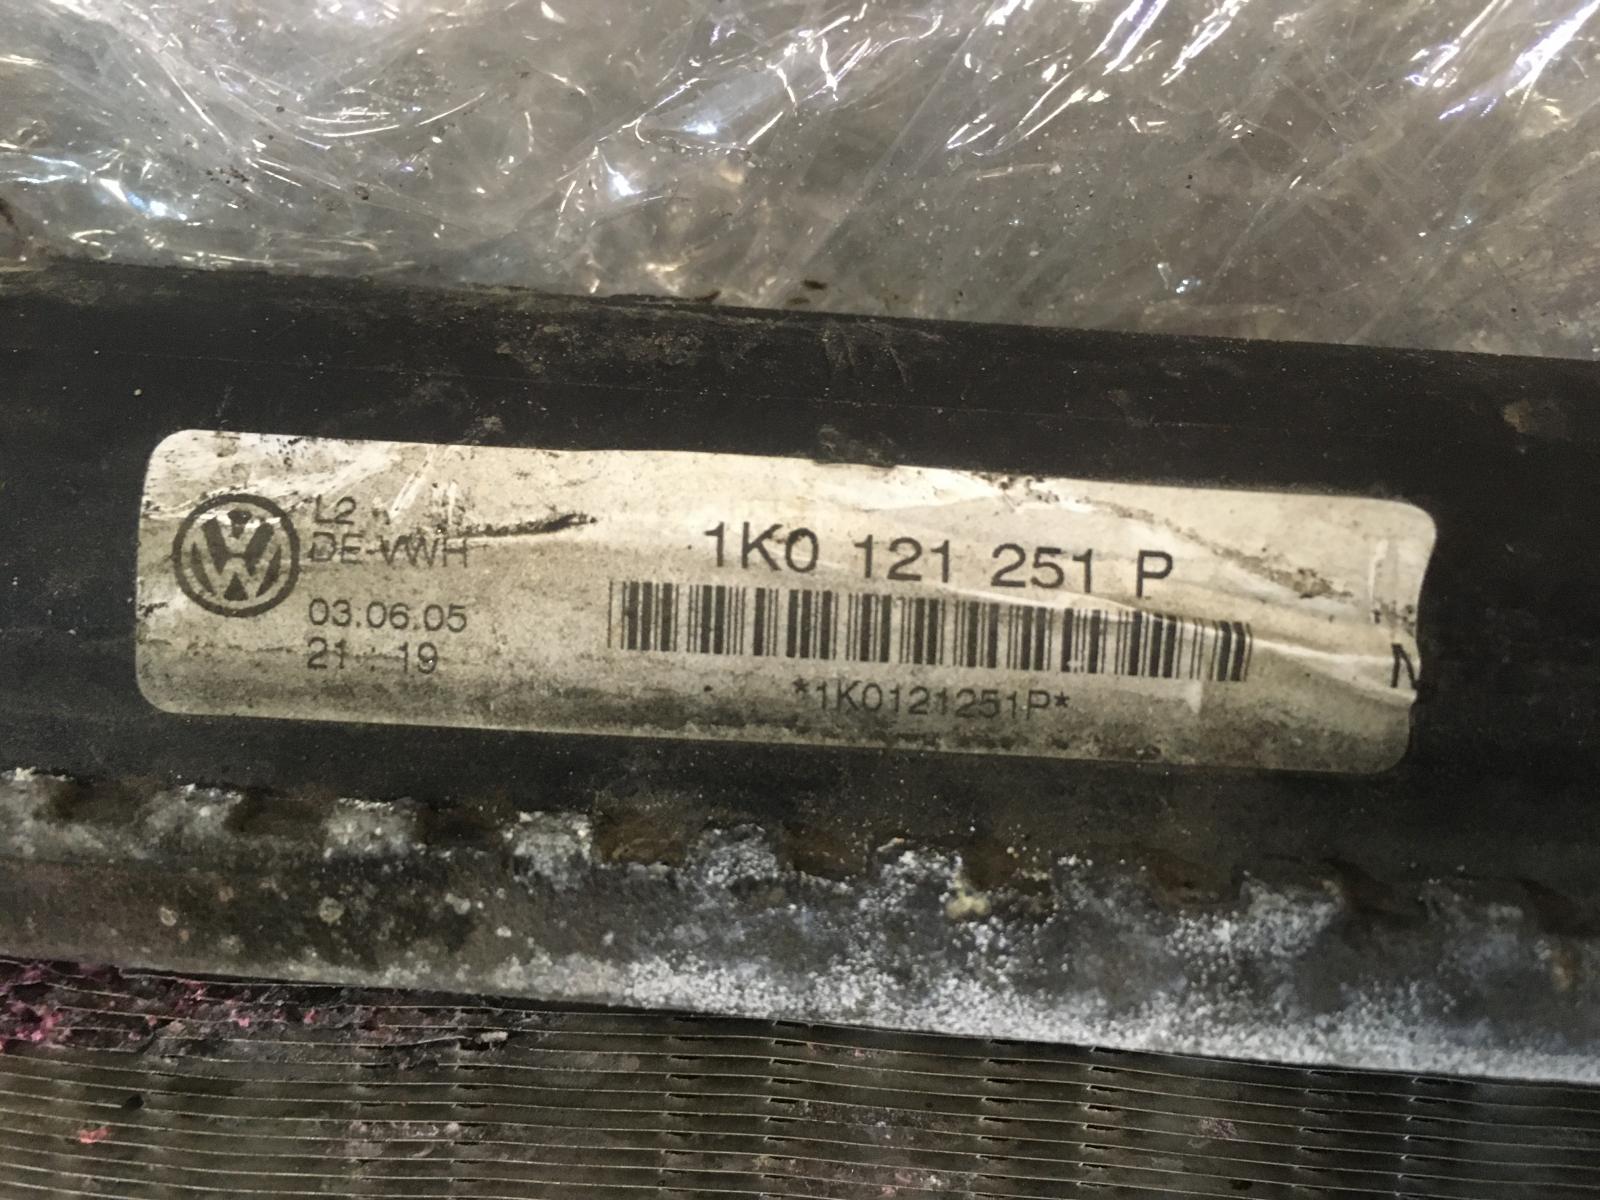 L2
DE-VWH
03.06.05
21 : 19
1K0 121 251 P
*1K0121251P*